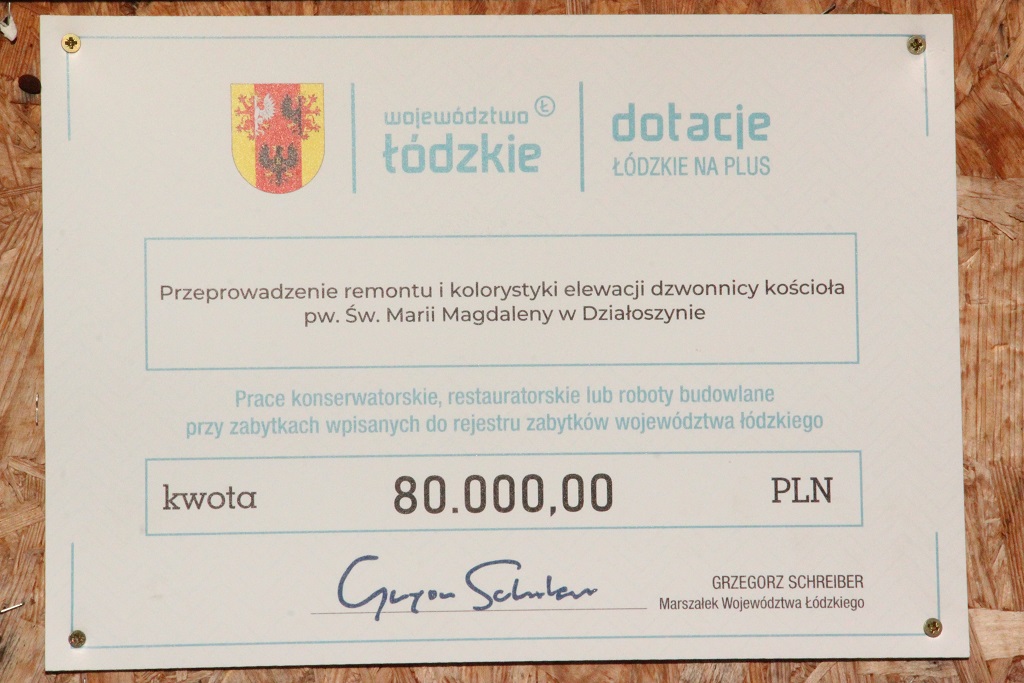 województwo Ł
łódzkie
dotacje
ŁÓDZKIE NA PLUS
Przeprowadzenie remontu i kolorystyki elewacji dzwonnicy kościoła
pw. Św. Marii Magdaleny w Działoszynie
Prace konserwatorskie, restauratorskie lub roboty budowlane
przy zabytkach wpisanych do rejestru zabytków województwa łódzkiego
kwota 80.000,00 PLN
GRZEGORZ SCHREIBER
Marszałek Województwa Łódzkiego